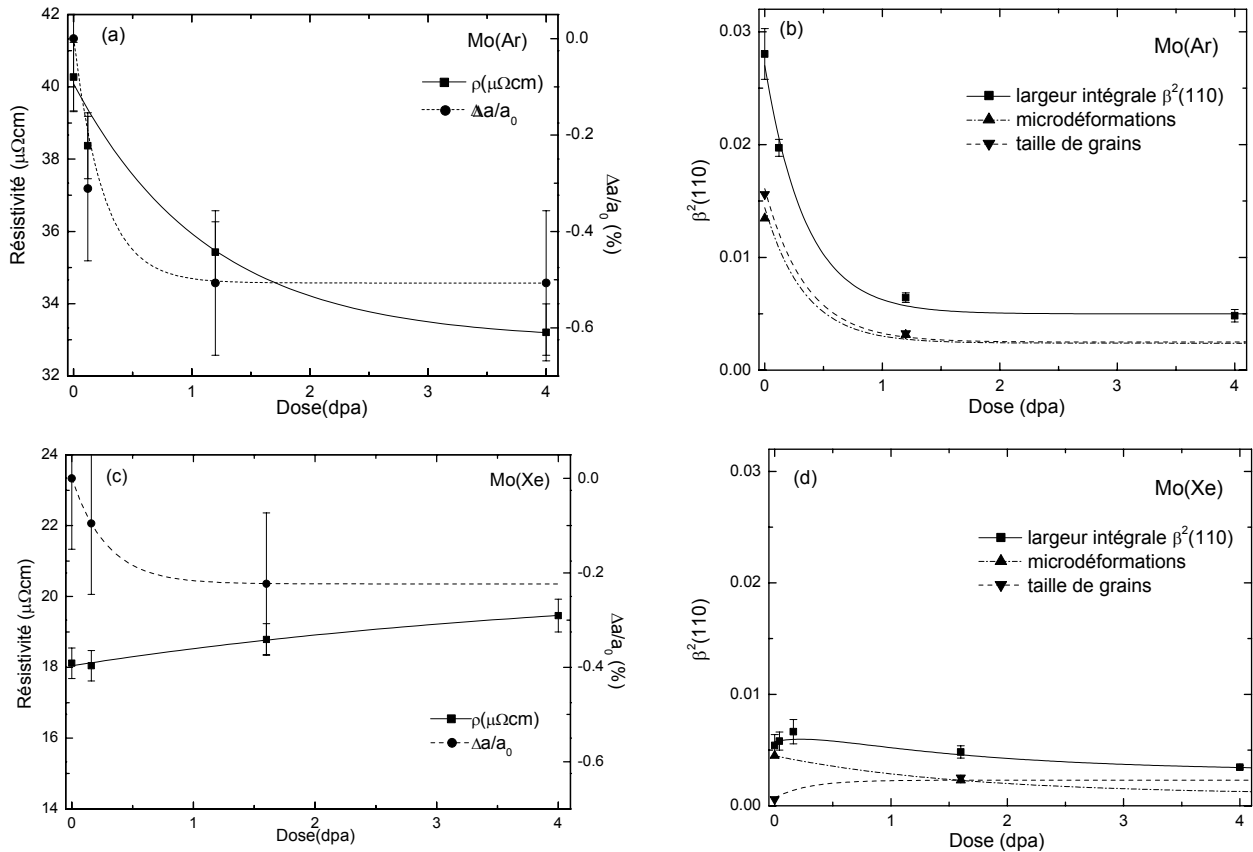 (a)
Mo(Ar)
ρ(μΩcm)
Δa/a0
Résistivité (μΩcm)
42
40
38
36
34
32
0.0
-0.2
-0.4
-0.6
Δa/a0 (%)
0 1 2 3 4
Dose(dpa)
(b)
Mo(Ar)
largeur intégrale β²(110)
microdéformations
taille de grains
β²(110)
0.03
0.02
0.01
0.00
0 1 2 3 4
Dose (dpa)
(c)
Mo(Xe)
ρ(μΩcm)
Δa/a0
Résistivité (μΩcm)
24
22
20
18
16
14
0.0
-0.2
-0.4
-0.6
Δa/a0 (%)
0 1 2 3 4
Dose(dpa)
(d)
Mo(Xe)
largeur intégrale β²(110)
microdéformations
taille de grains
β²(110)
0.03
0.02
0.01
0.00
0 1 2 3 4
Dose (dpa)